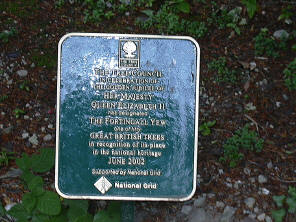 THE TREE COUNCIL
IN CELEBRATION OF
THE GOLDEN JUBILEE OF
HER MAJESTY
QUEEN ELIZABETH II
has designated
THE FORTINGALL YEW
one of fifty
GREAT BRITISH TREES
in recognition of its place
in the national heritage
JUNE 2002
Supported by National Grid
National Grid